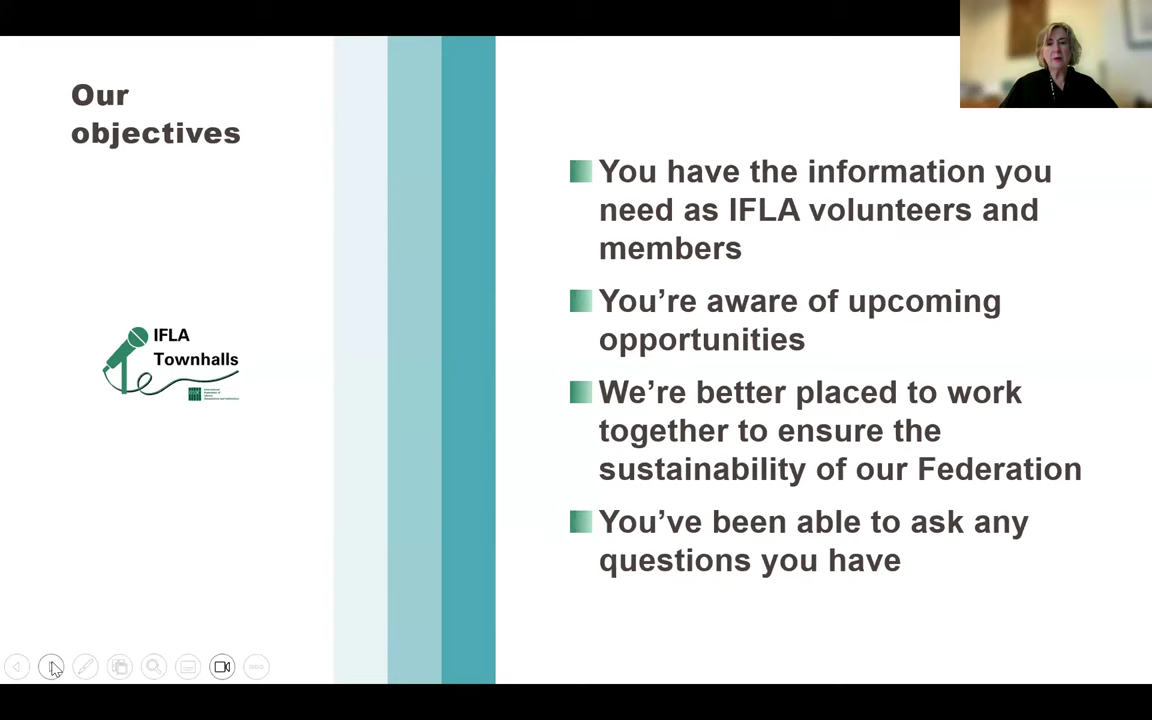 Our
objectives
You have the information you
need as IFLA volunteers and
members
You’re aware of upcoming
opportunities
We’re better placed to work
together to ensure the
sustainability of our Federation
You’ve been able to ask any
questions you have
IFLA
Townhalls